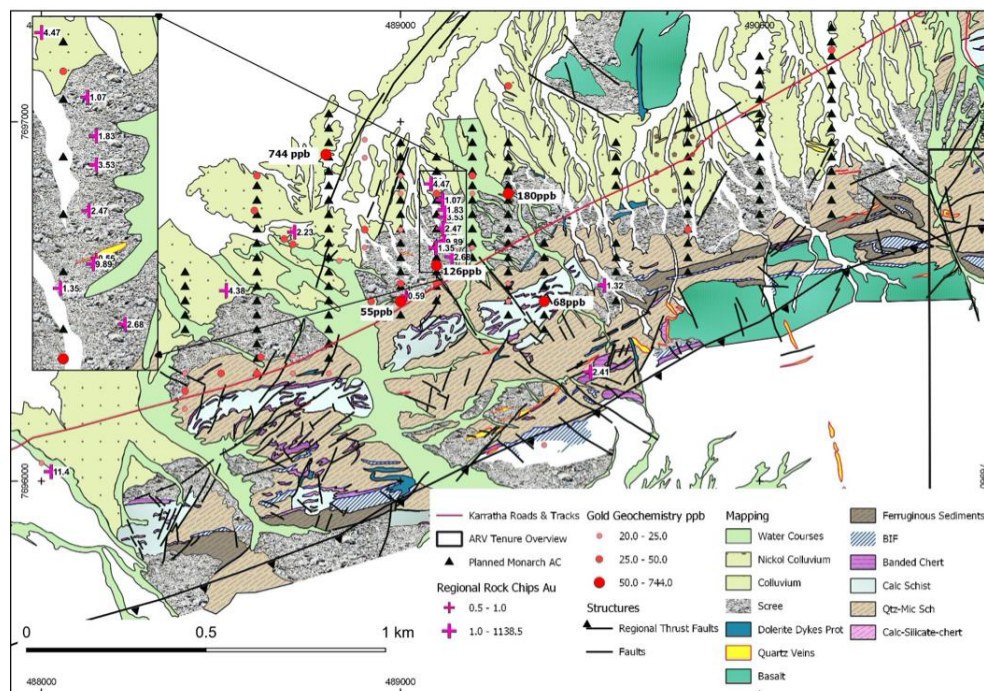 489000
4.47
1.07
1.83
3.53
2.47
9.89
1.35
2.68
7697000
7696000
744 ppb
4.47
1.07
1.83
3.53
2.47
9.89
1.35
2.68
180ppb
126ppb
2.23
4.38
0.59
55ppb
68ppb
1.32
2.41
11.4
Karratha Roads & Tracks
ARV Tenure Overview
Planned Monarch AC
Regional Rock Chips Au
0.5 - 1.0
1.0 - 1138.5
Gold Geochemistry ppb
20.0 - 25.0
25.0 - 50.0
50.0 - 744.0
Structures
Regional Thrust Faults
Faults
Mapping
Water Courses
Nickol Colluvium
Colluvium
Scree
Dolerite Dykes Prot
Quartz Veins
Basalt
Ferruginous Sediments
BIF
Banded Chert
Calc Schist
Qtz-Mic Sch
Calc-Silicate-chert
0 0.5 1 km
488000 489000